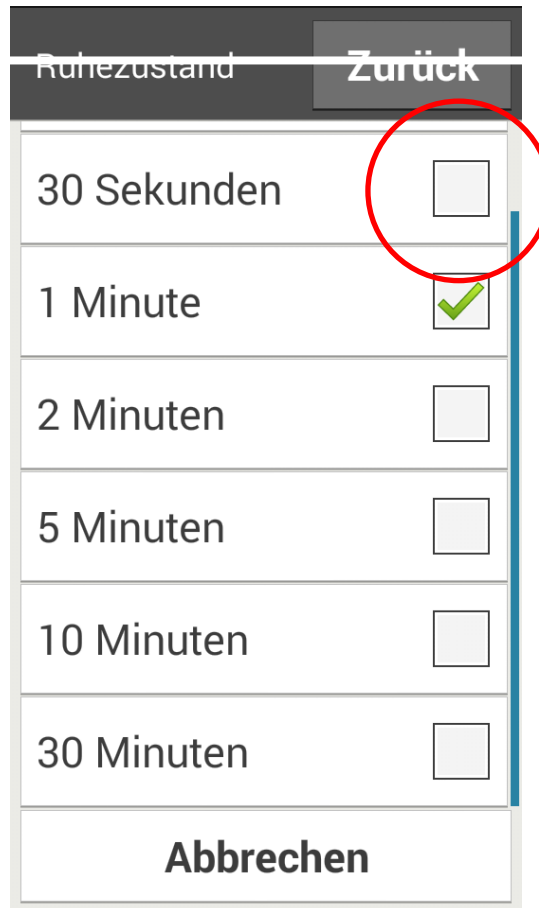 Ruhezustand Zurück
30 Sekunden
1 Minute
2 Minuten
5 Minuten
10 Minuten
30 Minuten
Abbrechen